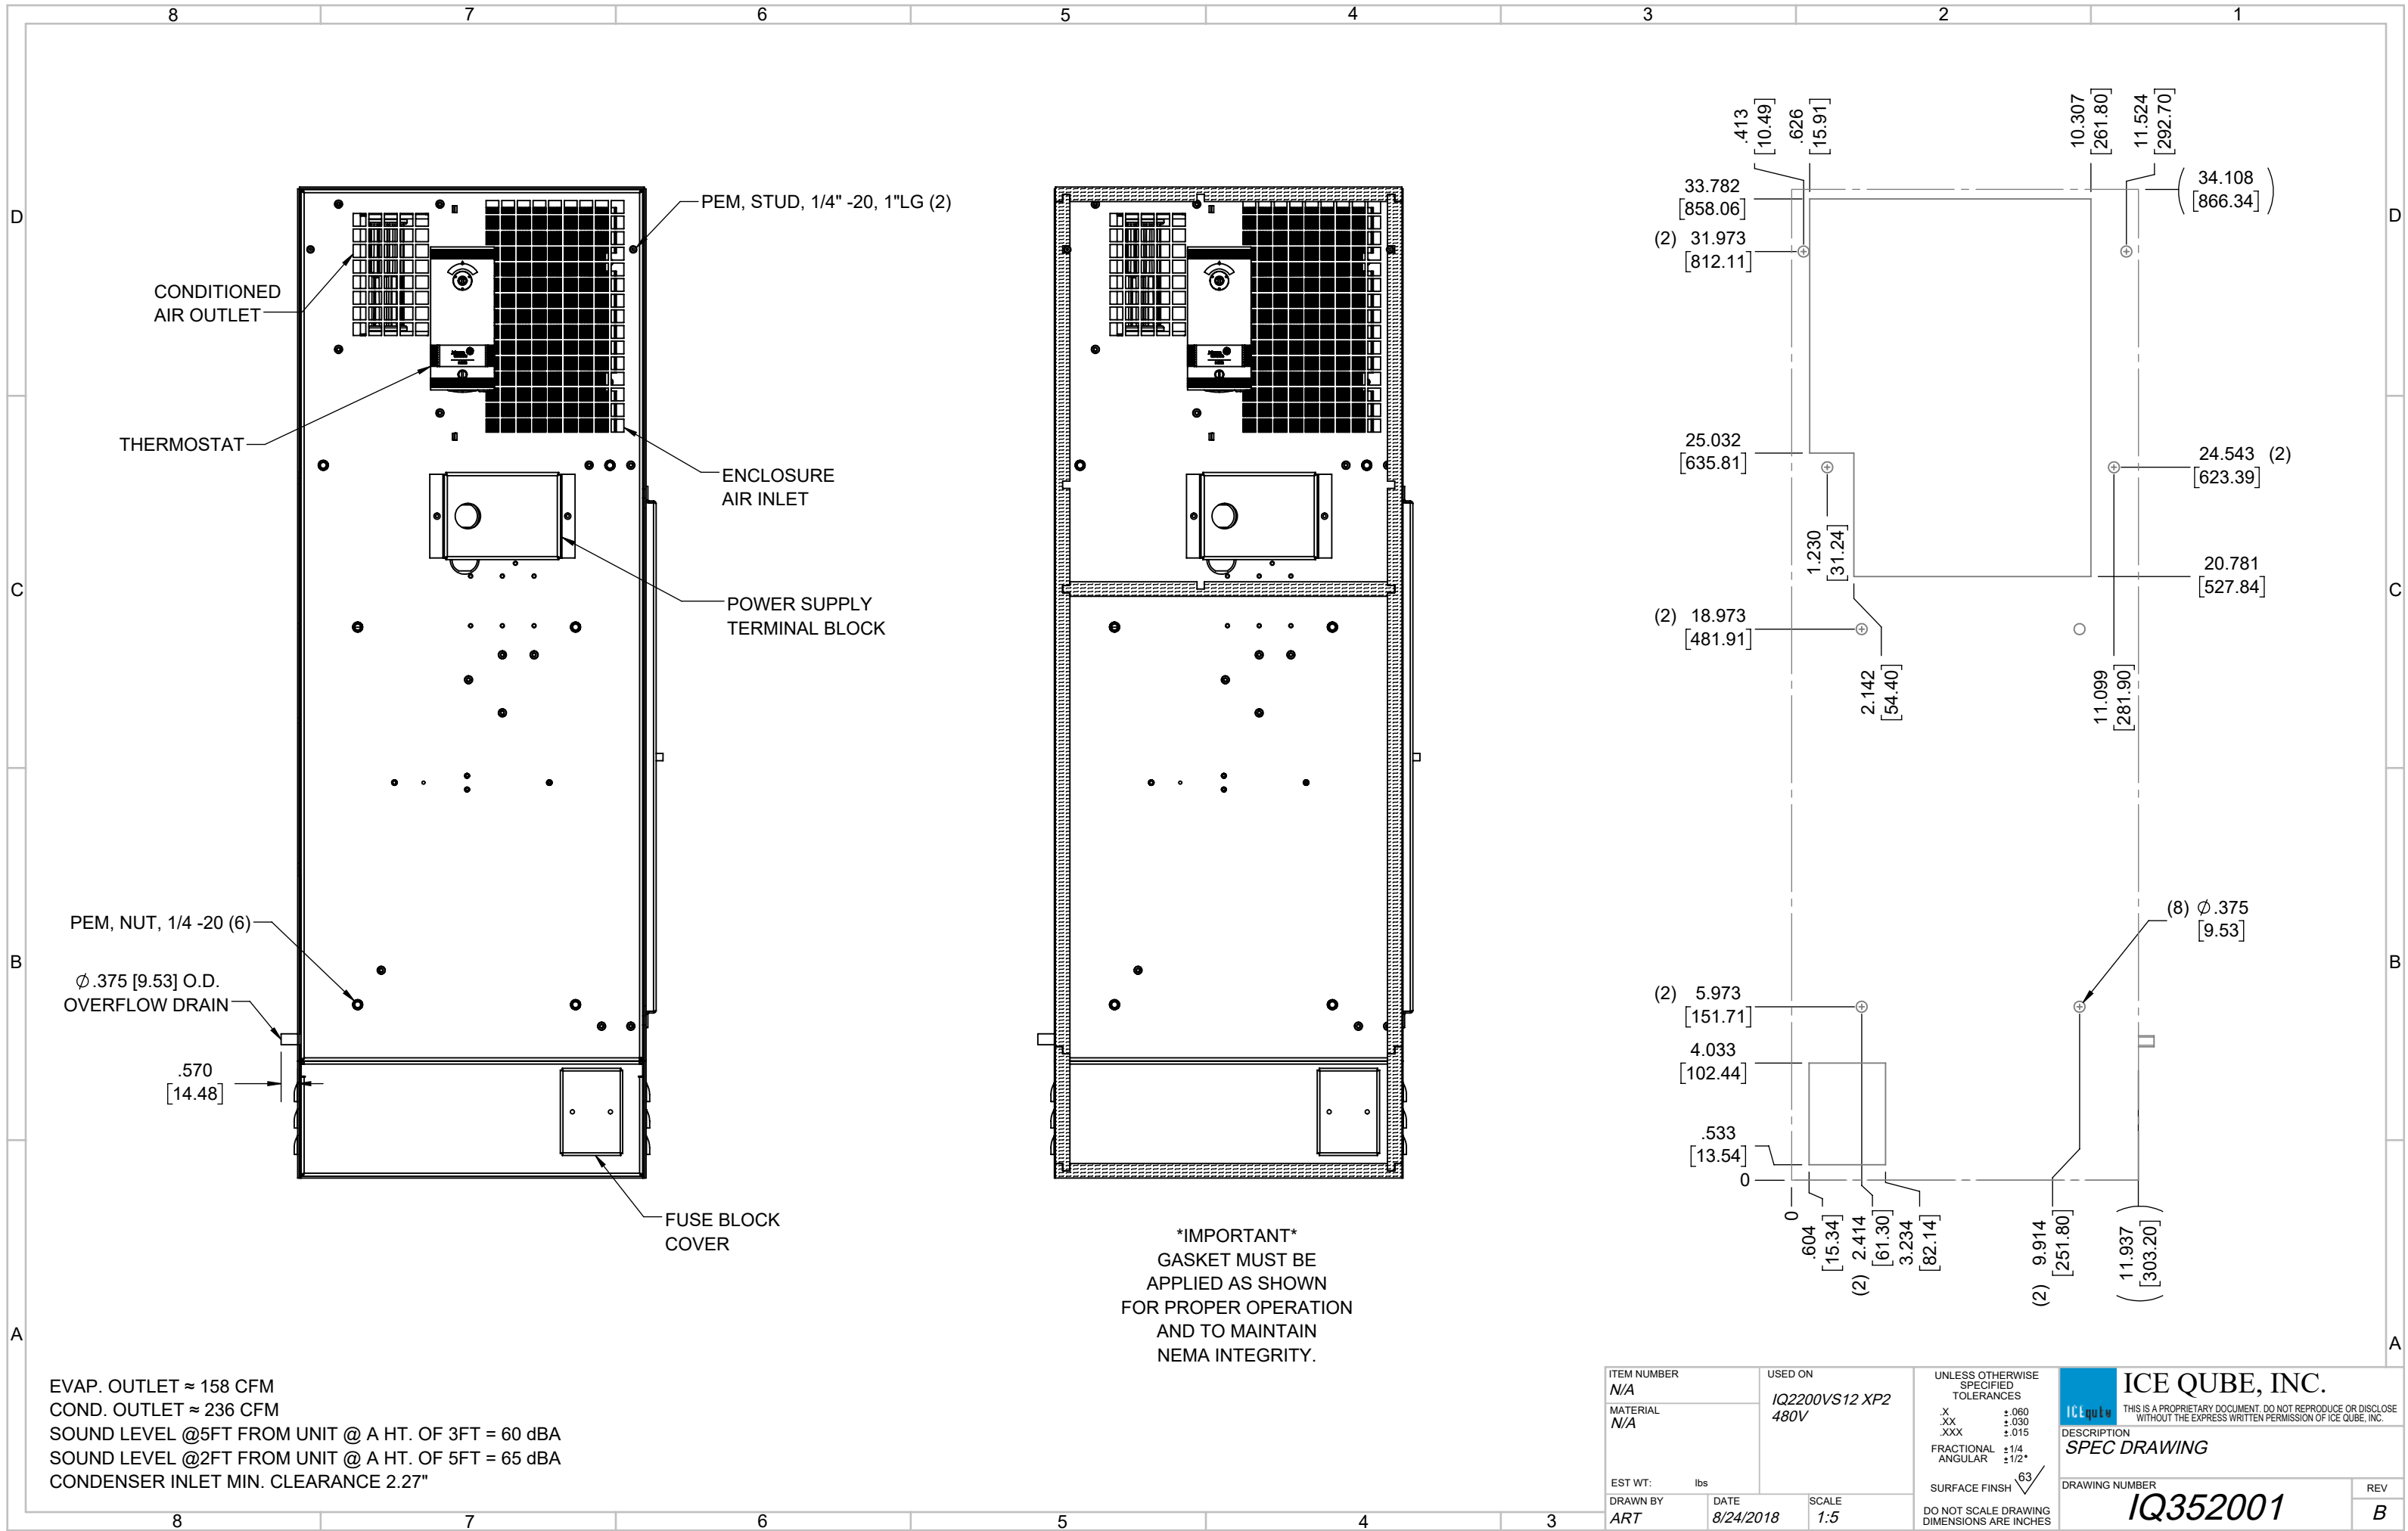 8 7 6 5 4 3 2 1
D
C
B
A
D
C
B
A
CONDITIONED
AIR OUTLET
THERMOSTAT
PEM, STUD, 1/4" -20, 1"LG (2)
ENCLOSURE
AIR INLET
POWER SUPPLY
TERMINAL BLOCK
PEM, NUT, 1/4 -20 (6)
Ø.375 [9.53] O.D.
OVERFLOW DRAIN
.570
[14.48]
FUSE BLOCK
COVER
*IMPORTANT*
GASKET MUST BE
APPLIED AS SHOWN
FOR PROPER OPERATION
AND TO MAINTAIN
NEMA INTEGRITY.
.413
[10.49]
.626
[15.91]
10.307
[261.80]
11.524
[292.70]
33.782
[858.06]
(34.108
[866.34])
(2) 31.973
[812.11]
25.032
[635.81]
24.543 (2)
[623.39]
1.230
[31.24]
20.781
[527.84]
(2) 18.973
[481.91]
2.142
[54.40]
11.099
[281.90]
(8) Ø.375
[9.53]
(2) 5.973
[151.71]
4.033
[102.44]
.533
[13.54]
0
0
.604
[15.34]
(2) 2.414
[61.30]
3.234
[82.14]
(2) 9.914
[251.80]
(11.937
[303.20])
EVAP. OUTLET ≈ 158 CFM
COND. OUTLET ≈ 236 CFM
SOUND LEVEL @5FT FROM UNIT @ A HT. OF 3FT = 60 dBA
SOUND LEVEL @2FT FROM UNIT @ A HT. OF 5FT = 65 dBA
CONDENSER INLET MIN. CLEARANCE 2.27"
ITEM NUMBER
N/A
MATERIAL
N/A
EST WT: lbs
USED ON
IQ2200VS12 XP2
480V
DRAWN BY
ART
DATE
8/24/2018
SCALE
1:5
UNLESS OTHERWISE
SPECIFIED
TOLERANCES
.X ±.060
.XX ±.030
.XXX ±.015
FRACTIONAL ±1/4
ANGULAR ±1/2°
SURFACE FINSH 63
DO NOT SCALE DRAWING
DIMENSIONS ARE INCHES
ICEqube
ICE QUBE, INC.
THIS IS A PROPRIETARY DOCUMENT. DO NOT REPRODUCE OR DISCLOSE
WITHOUT THE EXPRESS WRITTEN PERMISSION OF ICE QUBE, INC.
DESCRIPTION
SPEC DRAWING
DRAWING NUMBER
IQ352001
REV
B
8 7 6 5 4 3